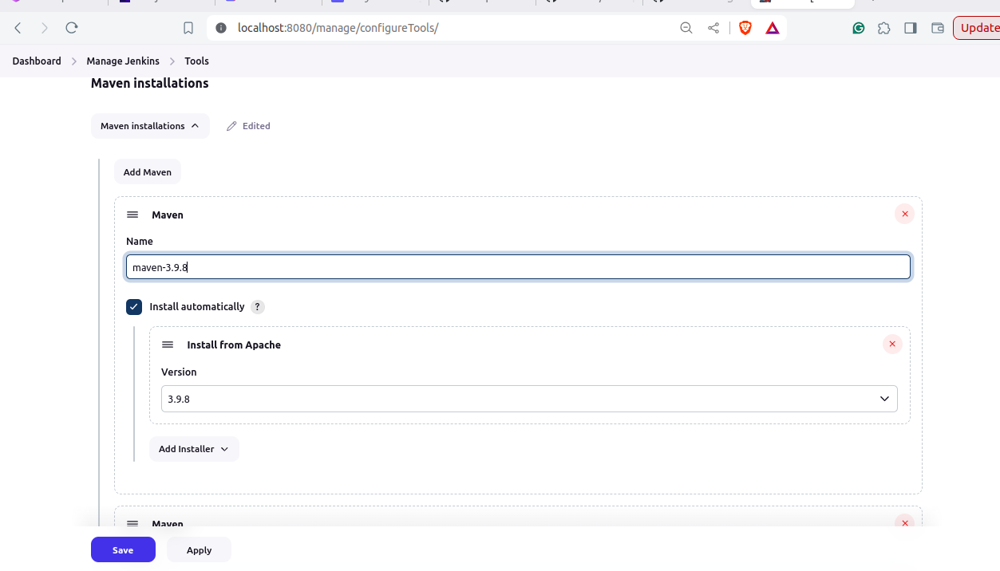 localhost:8080/manage/configureTools/
Update
Dashboard > Manage Jenkins > Tools
Maven installations
Maven installations
Edited
Add Maven
Maven
Name
maven-3.9.8
Install automatically ?
Install from Apache
Version
3.9.8
Add Installer
Maven
Save
Apply